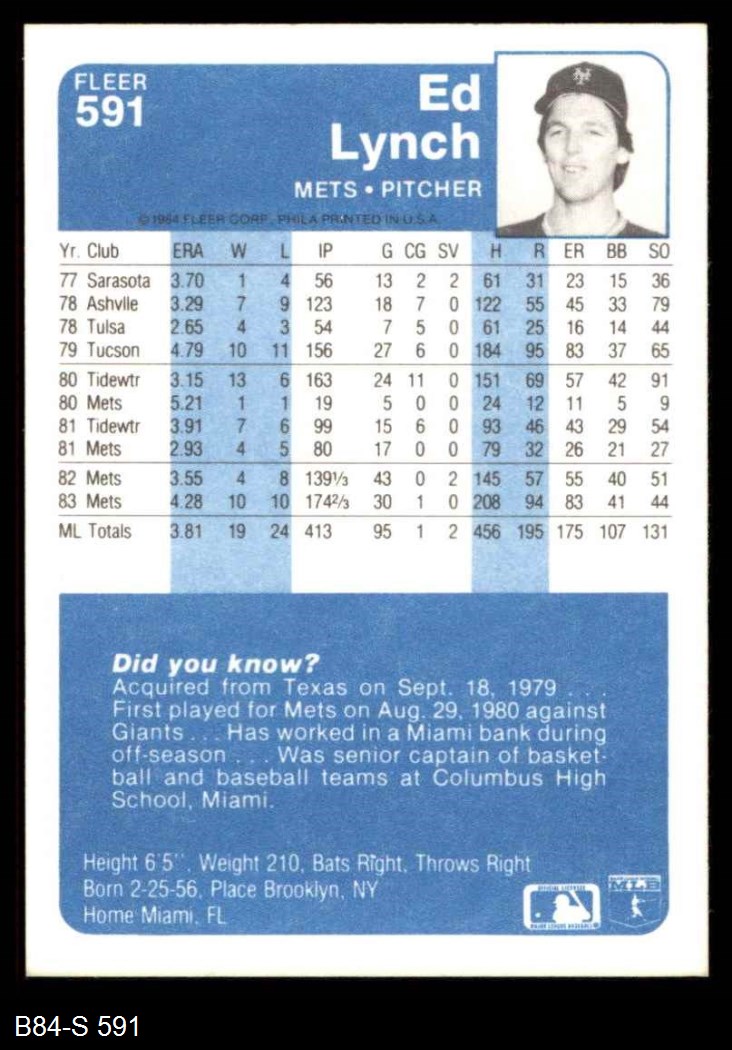 FLEER
591
Ed
Lynch
METS • PITCHER
© 1984 FLEER CORP., PHILA PRINTED IN U.S.A.
Yr. Club ERA W L IP G CG SV H R ER BB SO
77 Sarasota 3.70 1 4 56 13 2 2 61 31 23 15 36
78 Ashvlle 3.29 7 9 123 18 7 0 122 55 45 33 79
78 Tulsa 2.65 4 3 54 7 5 0 61 25 16 14 44
79 Tucson 4.79 10 11 156 27 6 0 184 95 83 37 65
80 Tidewtr 3.15 13 6 163 24 11 0 151 69 57 42 91
80 Mets 5.21 1 1 19 5 0 0 24 12 11 5 9
81 Tidewtr 3.91 7 6 99 15 6 0 93 46 43 29 54
81 Mets 2.93 4 5 80 17 0 0 79 32 26 21 27
82 Mets 3.55 4 8 139⅓ 43 0 2 145 57 55 40 51
83 Mets 4.28 10 10 174⅔ 30 1 0 208 94 83 41 44
ML Totals 3.81 19 24 413 95 1 2 456 195 175 107 131
Did you know?
Acquired from Texas on Sept. 18, 1979 . . .
First played for Mets on Aug. 29, 1980 against
Giants . . . Has worked in a Miami bank during
off-season . . . Was senior captain of basket-
ball and baseball teams at Columbus High
School, Miami.
Height 6'5'', Weight 210, Bats Right, Throws Right
Born 2-25-56, Place Brooklyn, NY
Home Miami, FL
MLB
B84-S 591